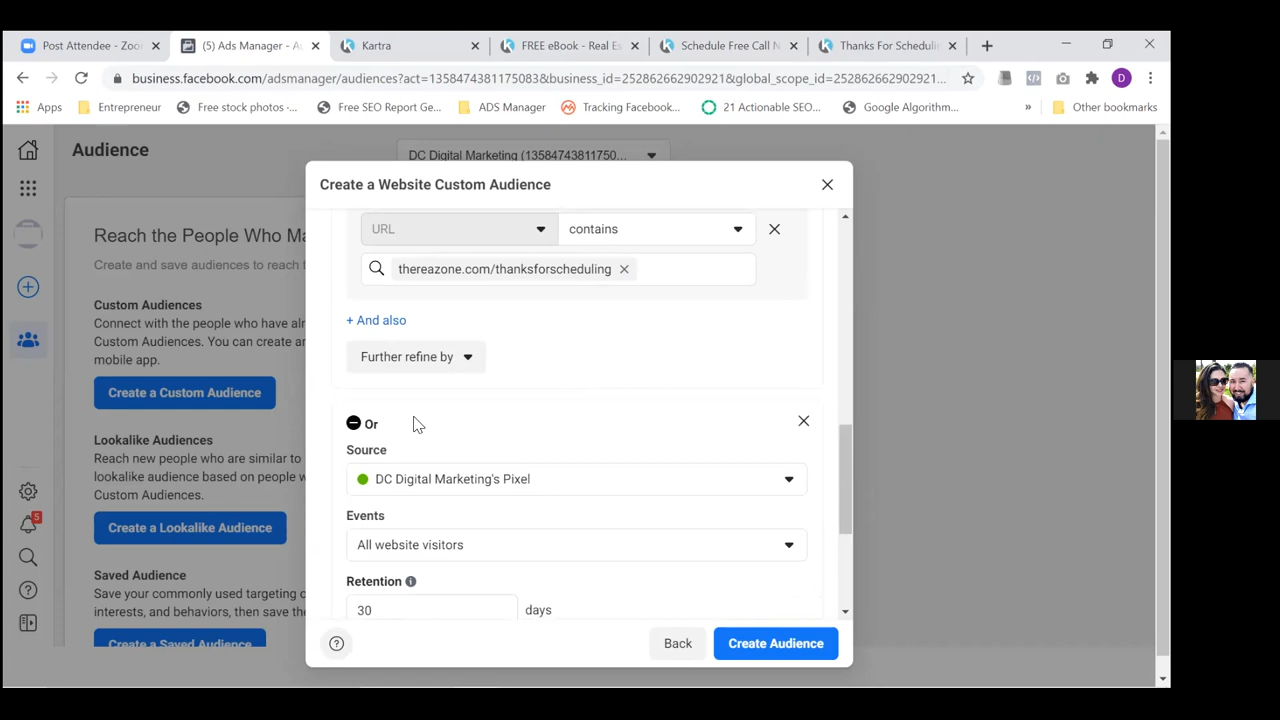 Post Attendee - Zoo
(5) Ads Manager - Au
Kartra
FREE eBook - Real Es
Schedule Free Call N
Thanks For Schedulin
business.facebook.com/adsmanager/audiences?act=1358474381175083&business_id=252862662902921&global_scope_id=252862662902921...
D
Apps
Entrepreneur
Free stock photos -...
Free SEO Report Ge...
ADS Manager
Tracking Facebook...
21 Actionable SEO...
Google Algorithm...
»
Other bookmarks
Audience
DC Digital Marketing (13584743811750...
Create a Website Custom Audience
Reach the People Who Ma
Create and save audiences to reach t
URL
contains
thereazone.com/thanksforscheduling
Custom Audiences
Connect with the people who have alr
Custom Audiences. You can create an
mobile app.
+ And also
Further refine by
Create a Custom Audience
Or
Lookalike Audiences
Reach new people who are similar to
lookalike audience based on people w
Custom Audiences.
Source
DC Digital Marketing's Pixel
Create a Lookalike Audience
5
Events
All website visitors
Saved Audience
Save your commonly used targeting o
interests, and behaviors, then save the
Retention
30
days
Create a Saved Audience
Back
Create Audience